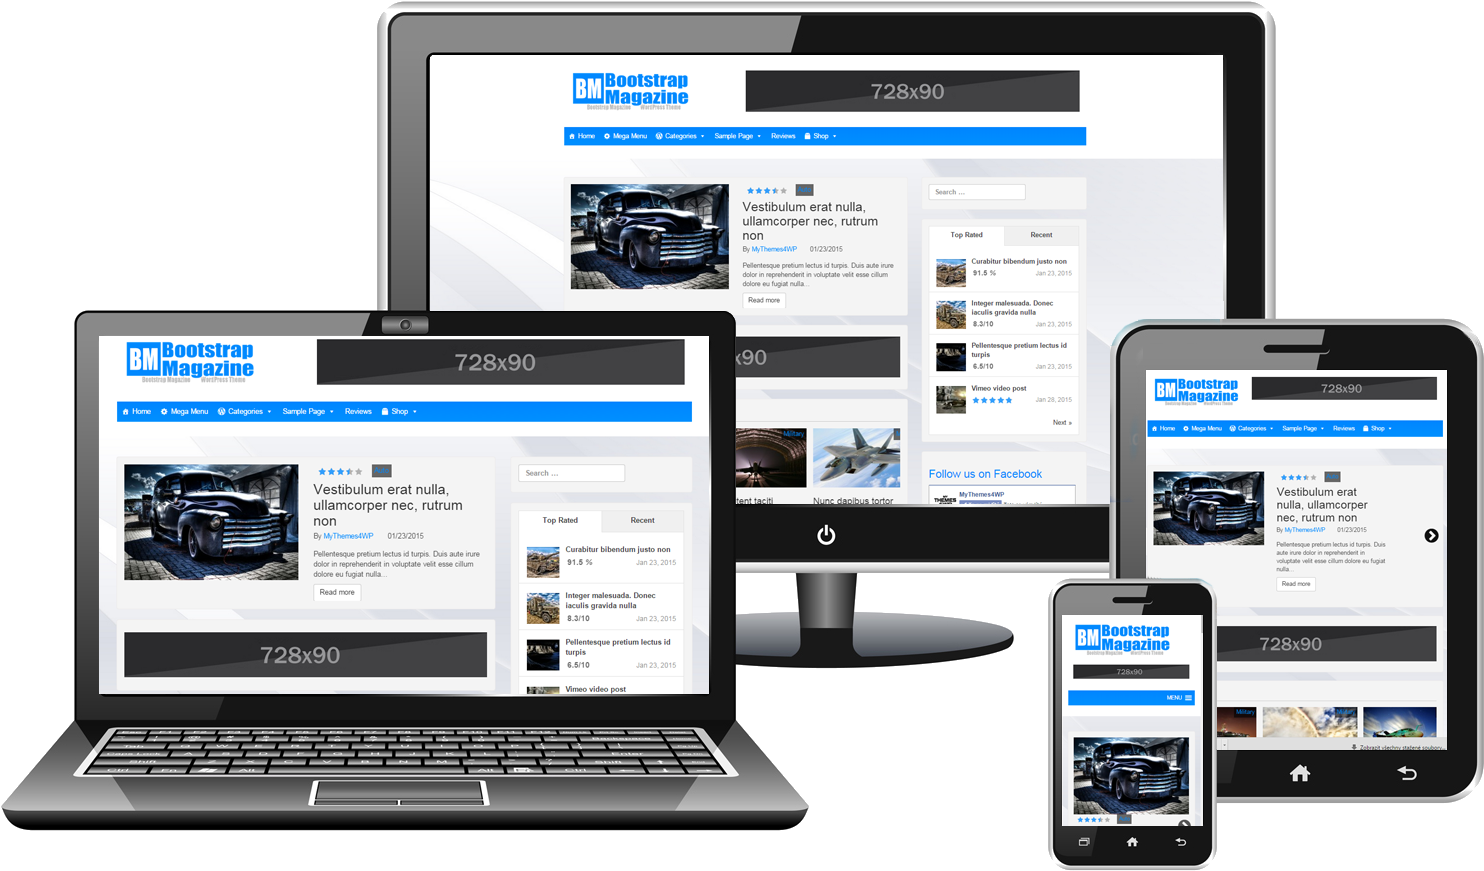 BM Bootstrap
Magazine
Bootstrap Magazine WordPress Theme
728x90
Home Mega Menu Categories Sample Page Reviews Shop
Vestibulum erat nulla,
ullamcorper nec, rutrum
non
By MyThemes4WP 01/23/2015
Pellentesque pretium lectus id turpis. Duis aute irure
dolor in reprehenderit in voluptate velit esse cillum
dolore eu fugiat nulla...
Read more
Search ...
Top Rated Recent
Curabitur bibendum justo non
91.5 % Jan 23, 2015
Integer malesuada. Donec
iaculis gravida nulla
8.3/10 Jan 23, 2015
Pellentesque pretium lectus id
turpis
6.5/10 Jan 23, 2015
Vimeo video post
Jan 28, 2015
Next »
x90
Military
tent taciti
Nunc dapibus tortor
Follow us on Facebook
MyThemes4WP
THEMES
BM Bootstrap
Magazine
Bootstrap Magazine WordPress Theme
728x90
Home Mega Menu Categories Sample Page Reviews Shop
Vestibulum erat nulla,
ullamcorper nec, rutrum
non
By MyThemes4WP 01/23/2015
Pellentesque pretium lectus id turpis. Duis aute irure
dolor in reprehenderit in voluptate velit esse cillum
dolore eu fugiat nulla...
Read more
728x90
Search ...
Top Rated Recent
Curabitur bibendum justo non
91.5 % Jan 23, 2015
Integer malesuada. Donec
iaculis gravida nulla
8.3/10 Jan 23, 2015
Pellentesque pretium lectus id
turpis
6.5/10 Jan 23, 2015
Vimeo video post
BM Bootstrap
Magazine
Bootstrap Magazine WordPress Theme
728x90
Home Mega Menu Categories Sample Page Reviews Shop
Vestibulum erat
nulla, ullamcorper
nec, rutrum non
By MyThemes4WP 01/23/2015
Pellentesque pretium lectus id turpis. Duis
aute irure dolor in reprehenderit in
voluptate velit esse cillum dolore eu fugiat
nulla...
Read more
728x90
Military
Military
Zobrazit všechny stažené soubory...
BM Bootstrap
Magazine
Bootstrap Magazine WordPress Theme
728x90
MENU